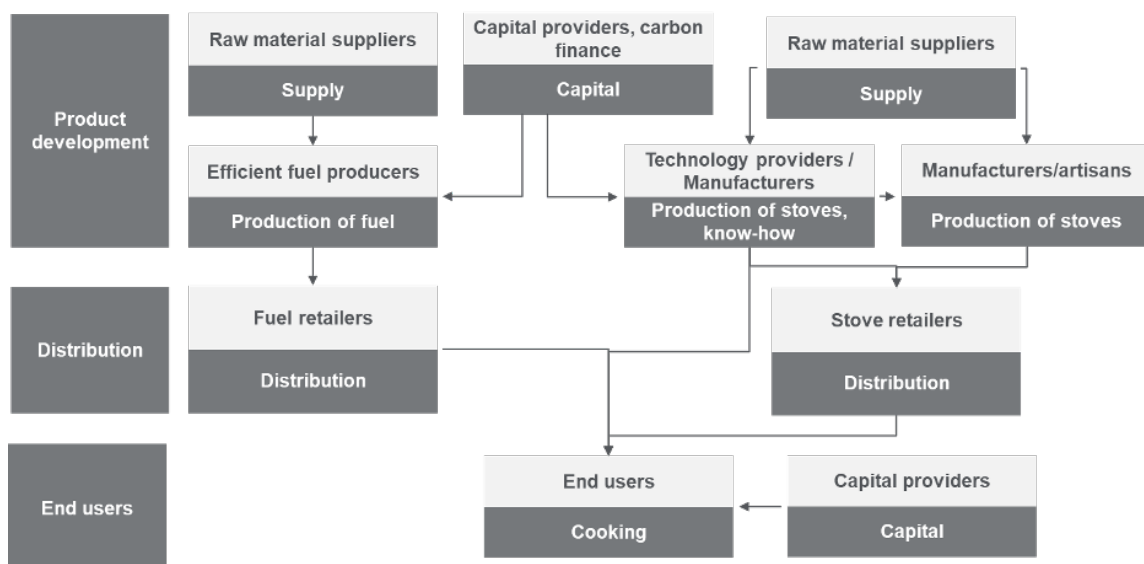 Product
development
Raw material suppliers
Supply
Capital providers, carbon
finance
Capital
Raw material suppliers
Supply
Efficient fuel producers
Production of fuel
Technology providers /
Manufacturers
Production of stoves,
know-how
Manufacturers/artisans
Production of stoves
Distribution
Fuel retailers
Distribution
Stove retailers
Distribution
End users
End users
Cooking
Capital providers
Capital